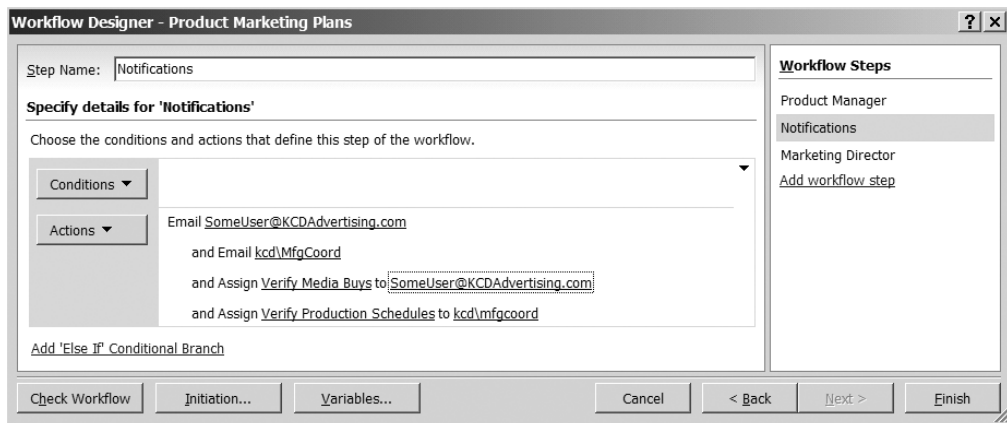 Workflow Designer - Product Marketing Plans
Step Name: Notifications
Specify details for 'Notifications'
Choose the conditions and actions that define this step of the workflow.
Conditions
Actions
Email SomeUser@KCDAdvertising.com
and Email kcd\MfgCoord
and Assign Verify Media Buys to SomeUser@KCDAdvertising.com
and Assign Verify Production Schedules to kcd\mfgcoord
Add 'Else If' Conditional Branch
Workflow Steps
Product Manager
Notifications
Marketing Director
Add workflow step
Check Workflow
Initiation...
Variables...
Cancel
< Back
Next >
Finish